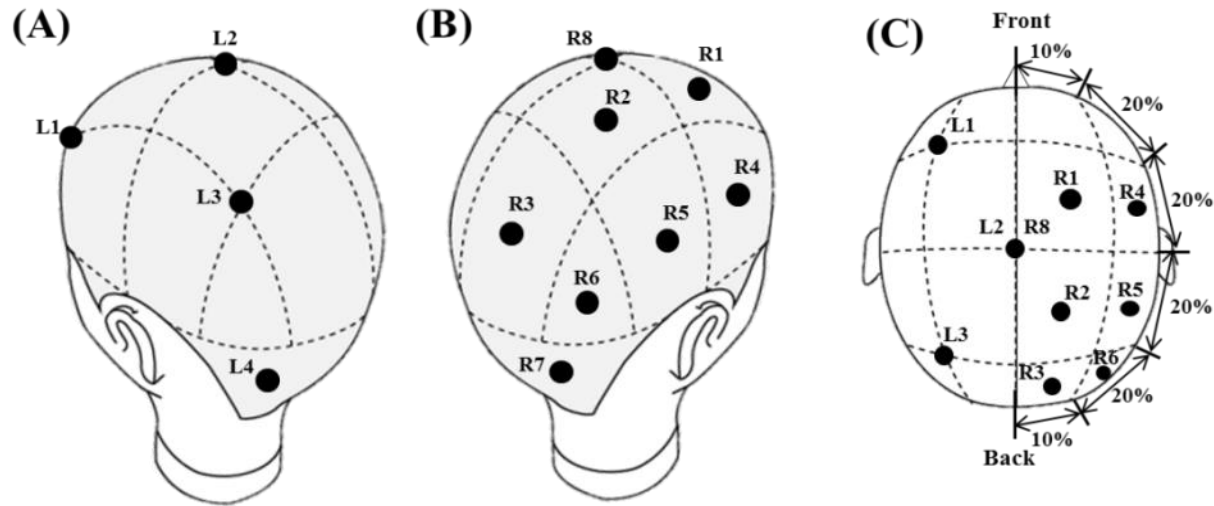 (A)
L2
L1
L3
L4
(B)
R8
R1
R2
R4
R3
R5
R6
R7
(C)
Front
10%
20%
L1
R1
R4
20%
L2 R8
R2
R5
20%
L3
R3
R6
20%
10%
Back